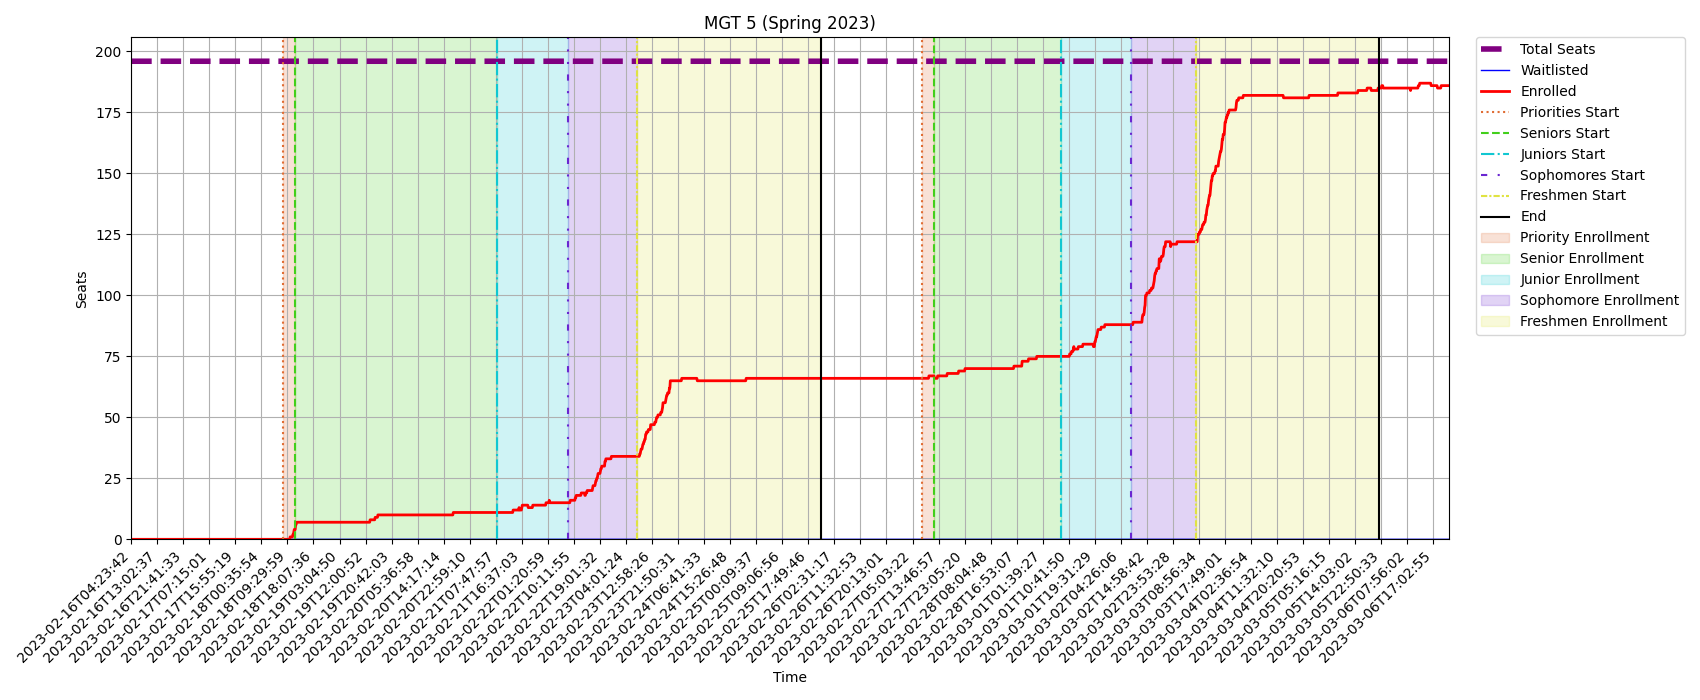 MGT 5 (Spring 2023)
Seats
200
175
150
125
100
75
50
25
0
2023-02-16T04:23:42
2023-02-16T13:02:37
2023-02-16T21:41:33
2023-02-17T07:15:01
2023-02-17T15:55:19
2023-02-18T00:35:54
2023-02-18T09:29:59
2023-02-18T18:07:36
2023-02-19T03:04:50
2023-02-19T12:00:52
2023-02-19T20:42:03
2023-02-20T05:36:58
2023-02-20T14:17:14
2023-02-20T22:59:10
2023-02-21T07:47:57
2023-02-21T16:37:03
2023-02-22T01:20:59
2023-02-22T10:11:55
2023-02-22T19:01:32
2023-02-23T04:01:24
2023-02-23T12:58:26
2023-02-23T21:50:31
2023-02-24T06:41:33
2023-02-24T15:26:48
2023-02-25T00:09:37
2023-02-25T09:06:56
2023-02-25T17:49:46
2023-02-26T02:31:17
2023-02-26T11:32:53
2023-02-26T20:13:01
2023-02-27T05:03:22
2023-02-27T13:46:57
2023-02-27T23:05:20
2023-02-28T08:04:48
2023-02-28T16:53:07
2023-03-01T01:39:27
2023-03-01T10:41:50
2023-03-01T19:31:29
2023-03-02T04:26:06
2023-03-02T14:58:42
2023-03-02T23:53:28
2023-03-03T08:56:34
2023-03-03T17:49:01
2023-03-04T02:36:54
2023-03-04T11:32:10
2023-03-04T20:20:53
2023-03-05T05:16:15
2023-03-05T14:03:02
2023-03-05T22:50:33
2023-03-06T07:56:02
2023-03-06T17:02:55
Time
Total Seats
Waitlisted
Enrolled
Priorities Start
Seniors Start
Juniors Start
Sophomores Start
Freshmen Start
End
Priority Enrollment
Senior Enrollment
Junior Enrollment
Sophomore Enrollment
Freshmen Enrollment